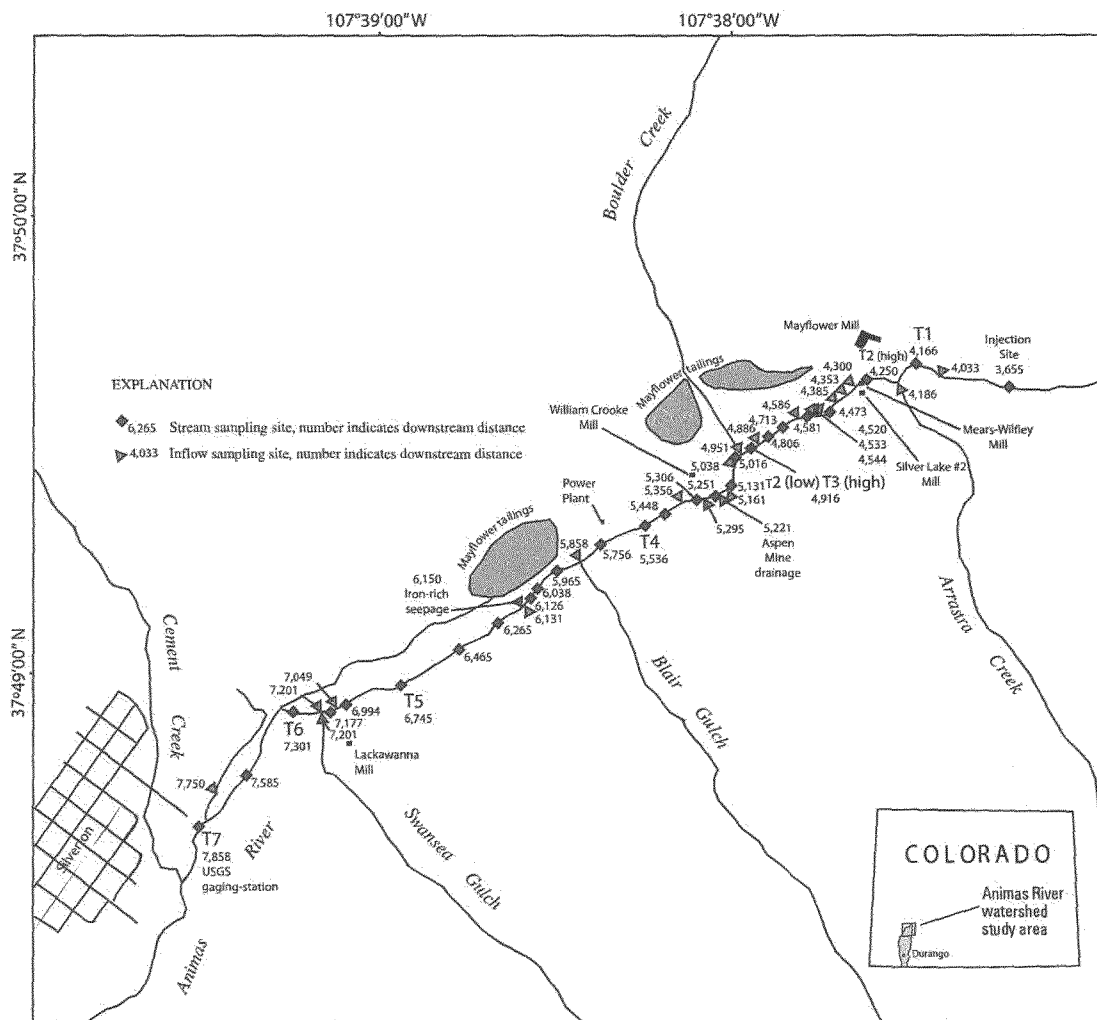 107°39'00"W
107°38'00"W
37°50'00"N
37°49'00"N
Boulder Creek
Mayflower Mill
T1
4,166
Injection
Site
3,655
4,033
T2 (high)
4,250
4,186
4,300
4,353
4,385
Mayflower tailings
Mayflower tailings
EXPLANATION
6,265 Stream sampling site, number indicates downstream distance
4,033 Inflow sampling site, number indicates downstream distance
William Crooke
Mill
4,586
4,713
4,886
4,951
4,473
4,581
4,806
4,520
4,533
4,544
Mears-Wilfley
Mill
Silver Lake #2
Mill
5,038
5,016
T2 (low) T3 (high)
4,916
5,306
5,356
5,251
5,131
5,161
5,448
5,295
5,221
Aspen
Mine
drainage
Power
Plant
T4
5,536
5,756
Mayflower tailings
5,858
5,965
6,038
6,126
6,131
6,150
Iron-rich
seepage
6,265
6,465
Arrastra
Creek
Blair
Gulch
Cement
Creek
7,049
7,201
6,994
7,177
7,201
T5
6,745
T6
7,301
Lackawanna
Mill
7,750
7,585
Silverton
T7
7,858
USGS
gaging-station
Animas River
Swansea
Gulch
COLORADO
Animas River
watershed
study area
Durango